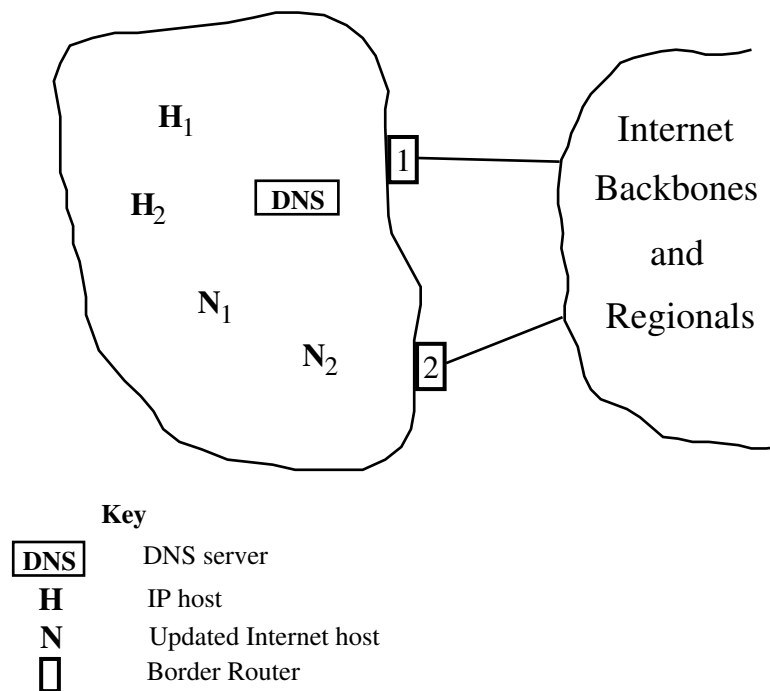 H1
1
Internet
Backbones
and
Regionals
DNS
H2
N1
N2
2
Key
DNS DNS server
H IP host
N Updated Internet host
Border Router